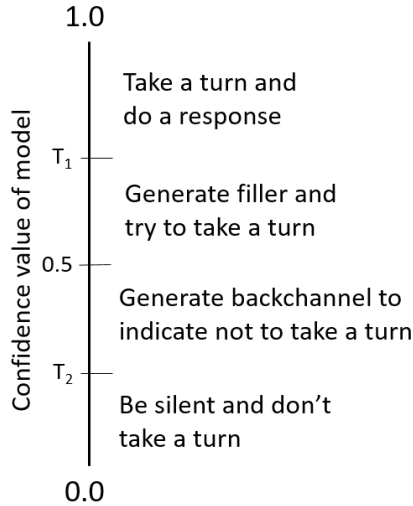 1.0
Take a turn and
do a response
T₁
Generate filler and
try to take a turn
Confidence value of model
0.5
Generate backchannel to
indicate not to take a turn
T₂
Be silent and don't
take a turn
0.0